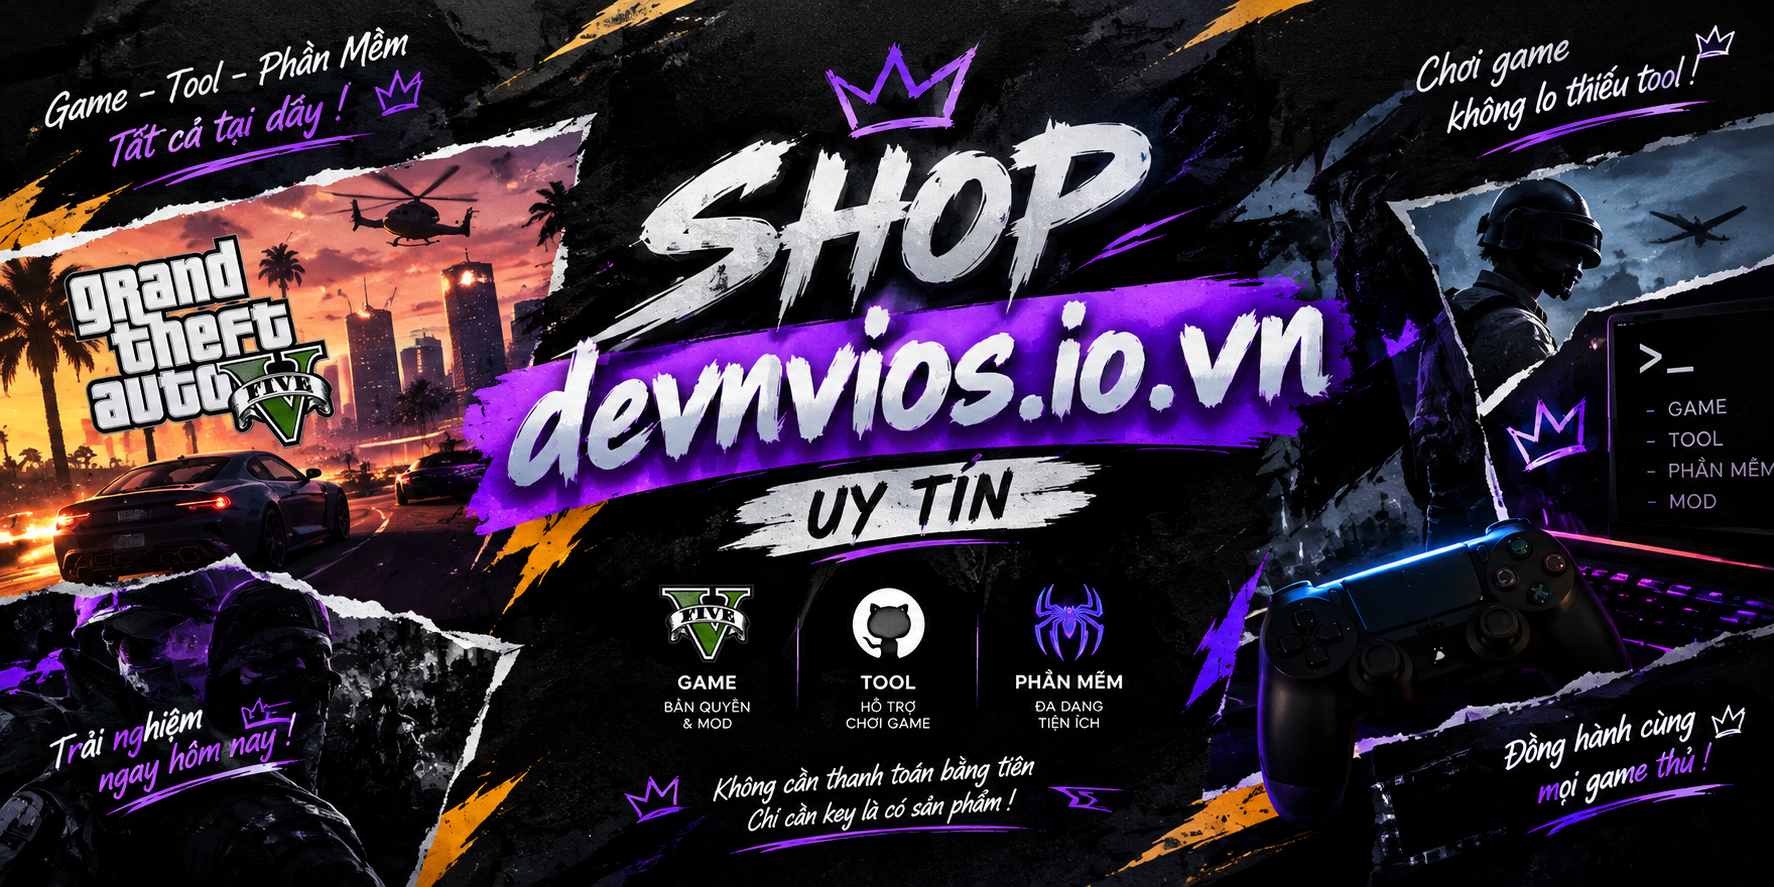 Game - Tool - Phần Mềm
Tất cả tại dấy !
Chơi game
không lo thiếu tool !
SHOP
devnvios.io.vn
UY TÍN
grand
theft
auto
FIVE
>_
- GAME
- TOOL
- PHẦN MỀM
- MOD
FIVE
GAME
BẢN QUYỀN
& MOD
TOOL
HỖ TRỢ
CHƠI GAME
PHẦN MỀM
ĐA DẠNG
TIỆN ÍCH
Trải nghiệm
ngay hôm nay !
Không cần thanh toán bằng tiền
Chỉ cần key là có sản phẩm !
Đồng hành cùng
mọi game thủ !